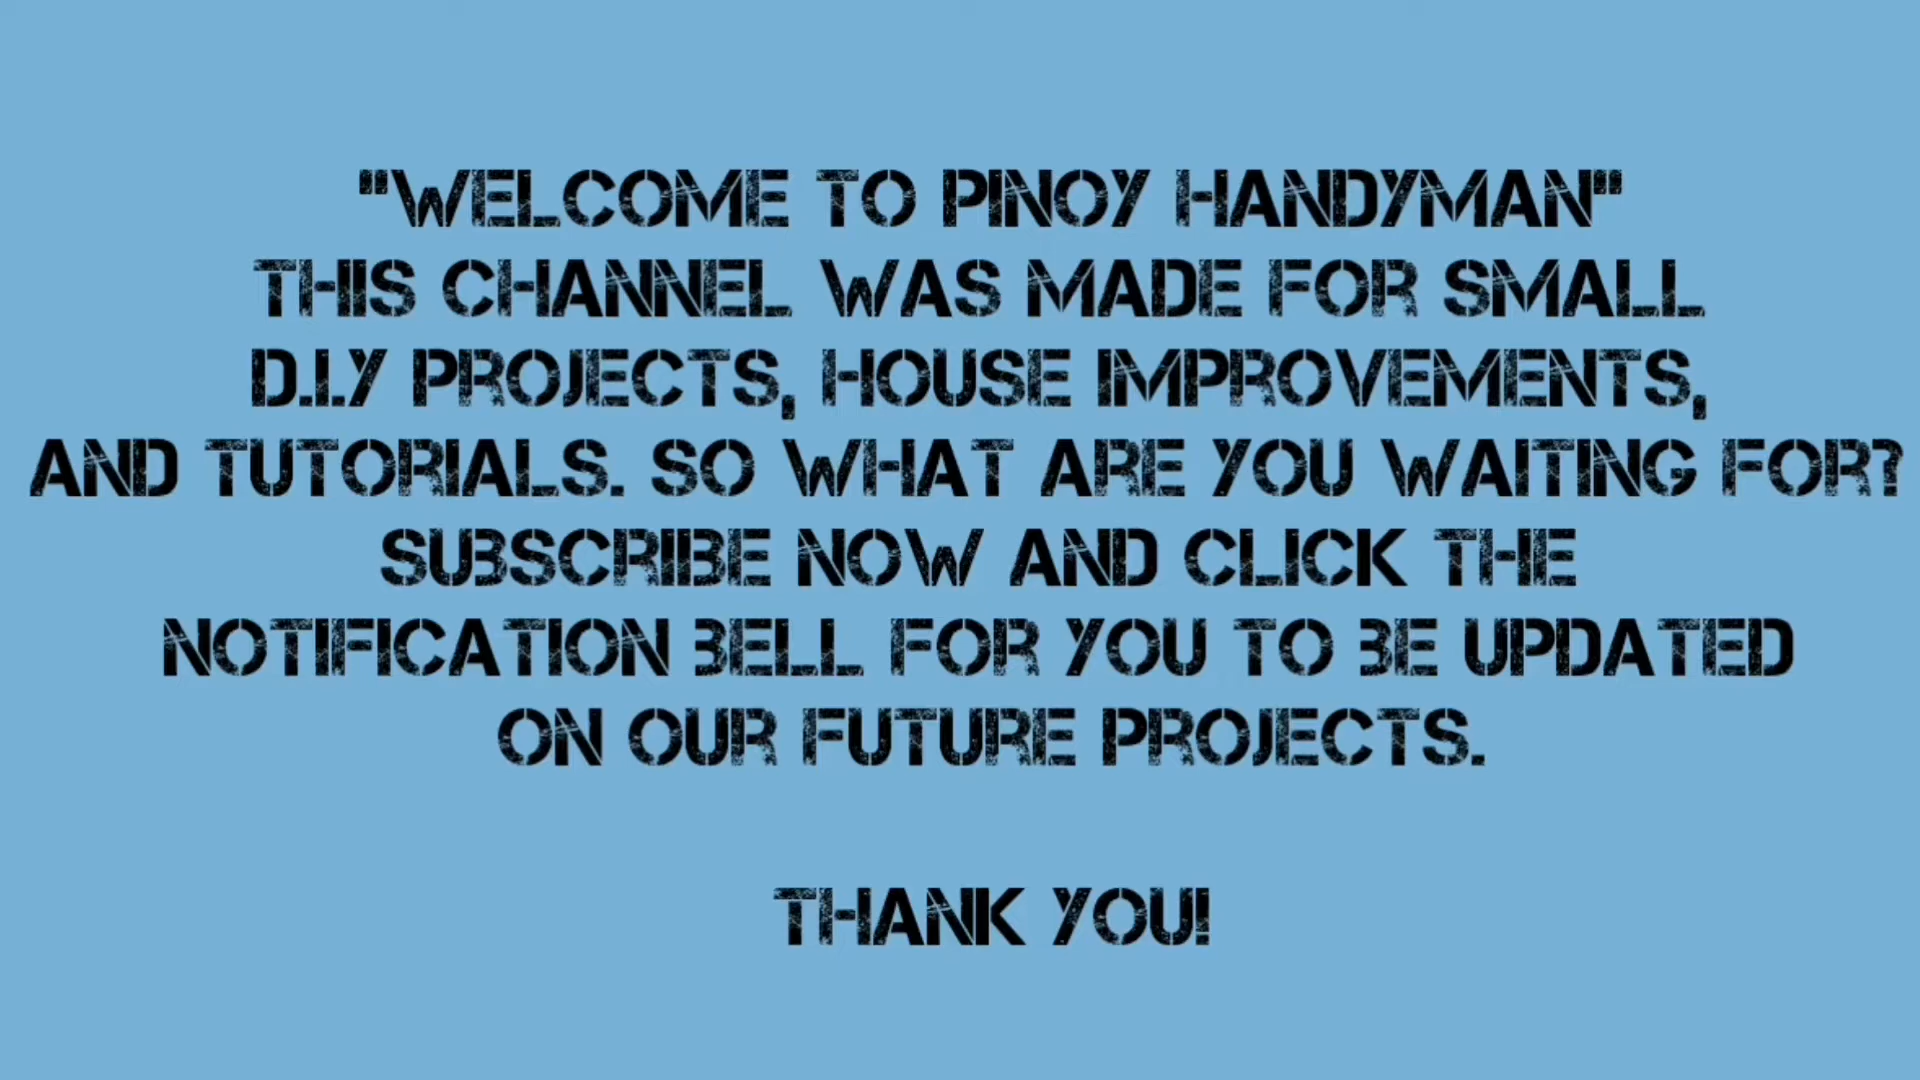 "WELCOME TO PINOY HANDYMAN"
THIS CHANNEL WAS MADE FOR SMALL
D.I.Y PROJECTS, HOUSE IMPROVEMENTS,
AND TUTORIALS. SO WHAT ARE YOU WAITING FOR?
SUBSCRIBE NOW AND CLICK THE
NOTIFICATION BELL FOR YOU TO BE UPDATED
ON OUR FUTURE PROJECTS.
THANK YOU!